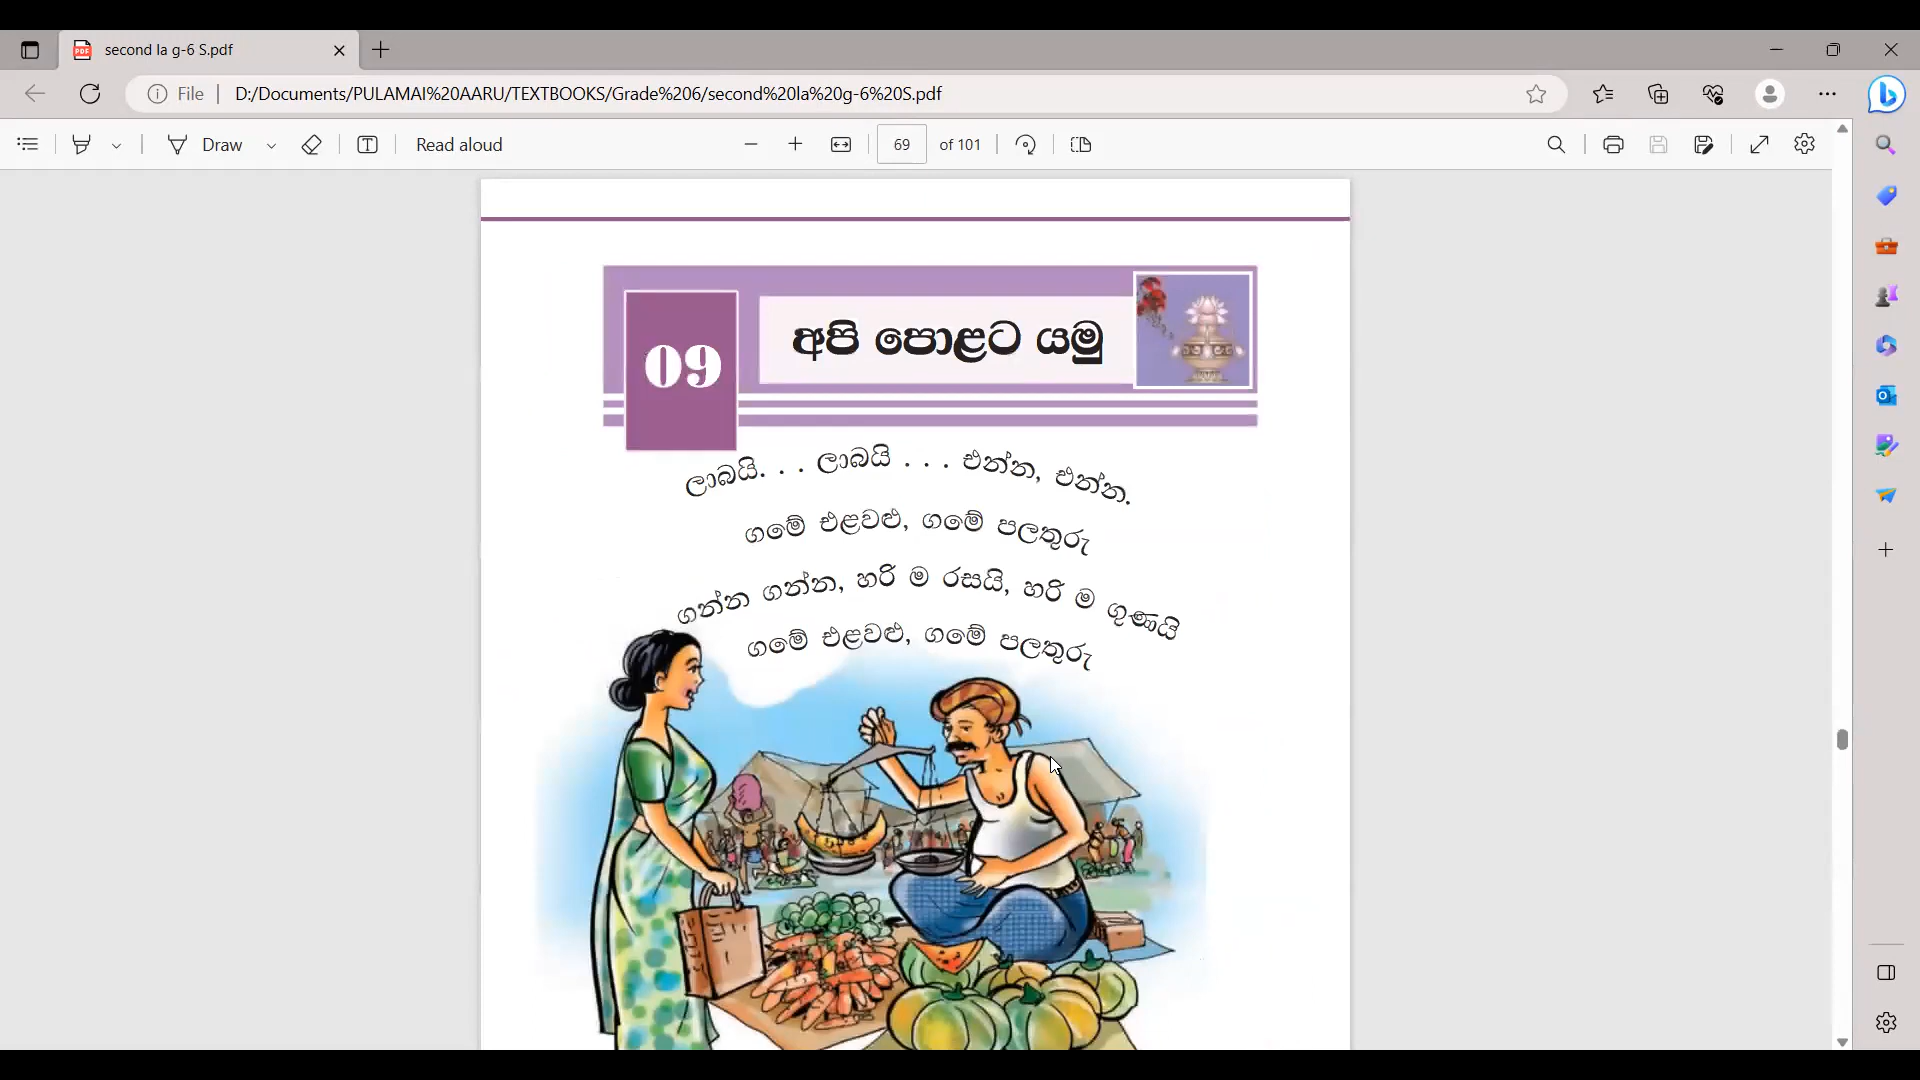 second la g-6 S.pdf
File
D:/Documents/PULAMAI%20AARU/TEXTBOOKS/Grade%206/second%20la%20g-6%20S.pdf
Draw
Read aloud
69 of 101
09
අපි පොළට යමු
ලාබයි. . . ලාබයි . . . එන්න, එන්න.
ගමේ එළවළු, ගමේ පලතුරු
ගන්න ගන්න, හරි ම රසයි, හරි ම ගුණයි
ගමේ එළවළු, ගමේ පලතුරු